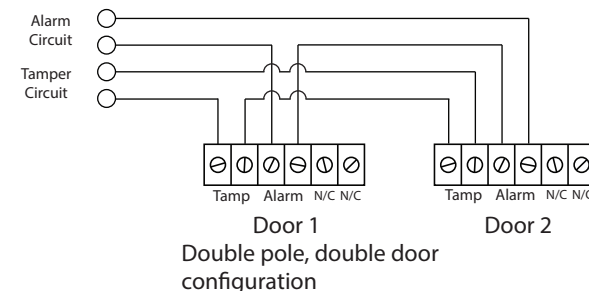 Alarm
Circuit
Tamper
Circuit
Tamp Alarm N/C N/C
Tamp Alarm N/C N/C
Door 1
Door 2
Double pole, double door
configuration